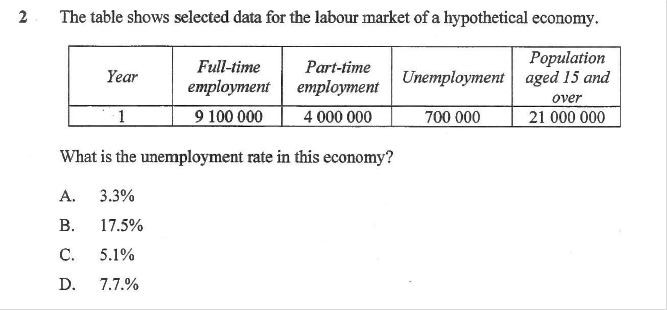 2 The table shows selected data for the labour market of a hypothetical economy.
Year Full-time employment Part-time employment Unemployment Population aged 15 and over
1 9 100 000 4 000 000 700 000 21 000 000
What is the unemployment rate in this economy?
A. 3.3%
B. 17.5%
C. 5.1%
D. 7.7.%